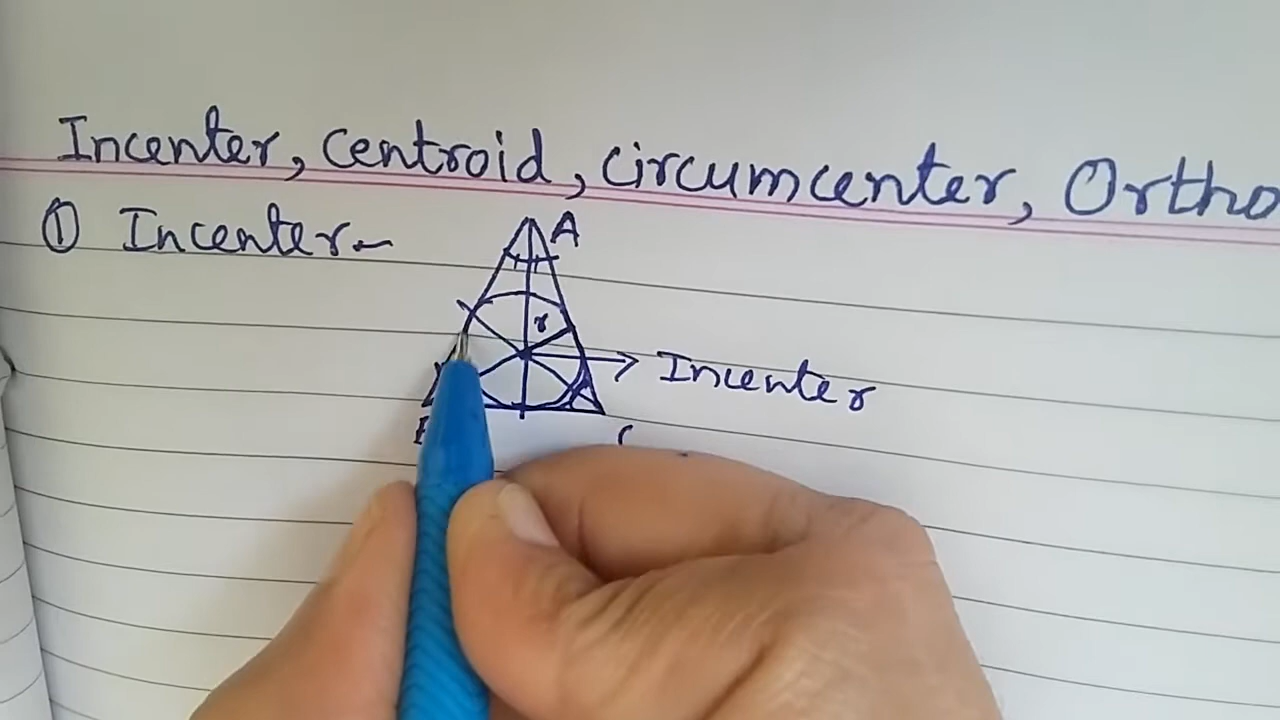 Incenter, centroid, circumcenter, Ortho
① Incenter-
A
r
Incenter
B C